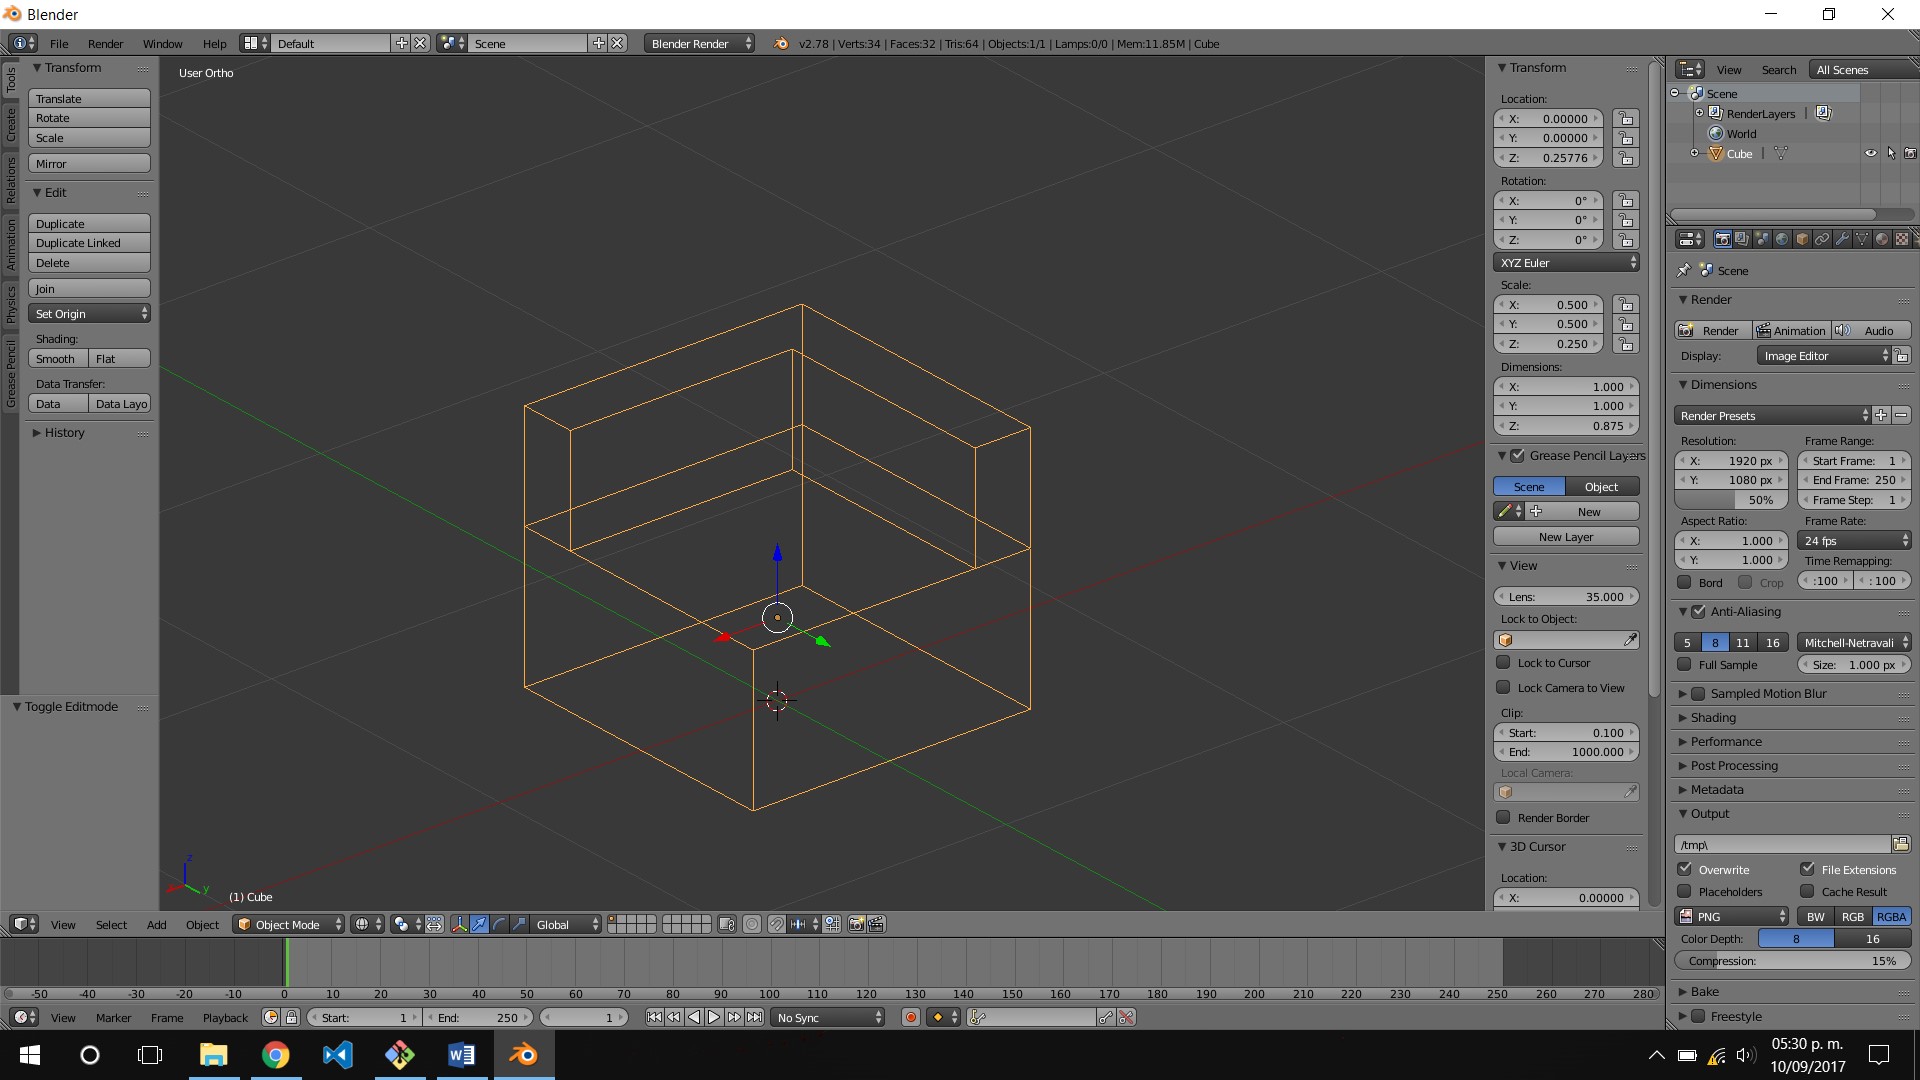 Blender
File Render Window Help Default Scene Blender Render v2.78 | Verts:34 | Faces:32 | Tris:64 | Objects:1/1 | Lamps:0/0 | Mem:11.85M | Cube
Tools
Create
Relations
Animation
Physics
Grease Pencil
Transform
Translate
Rotate
Scale
Mirror
Edit
Duplicate
Duplicate Linked
Delete
Join
Set Origin
Shading:
Smooth Flat
Data Transfer:
Data Data Layo
History
Toggle Editmode
User Ortho
z
y
(1) Cube
Transform
Location:
X: 0.00000
Y: 0.00000
Z: 0.25776
Rotation:
X: 0°
Y: 0°
Z: 0°
XYZ Euler
Scale:
X: 0.500
Y: 0.500
Z: 0.250
Dimensions:
X: 1.000
Y: 1.000
Z: 0.875
Grease Pencil Layers
Scene Object
New
New Layer
View
Lens: 35.000
Lock to Object:
Lock to Cursor
Lock Camera to View
Clip:
Start: 0.100
End: 1000.000
Local Camera:
Render Border
3D Cursor
Location:
X: 0.00000
View Search All Scenes
Scene
RenderLayers |
World
Cube |
Scene
Render
Render Animation Audio
Display: Image Editor
Dimensions
Render Presets
Resolution: Frame Range:
X: 1920 px Start Frame: 1
Y: 1080 px End Frame: 250
50% Frame Step: 1
Aspect Ratio: Frame Rate:
X: 1.000 24 fps
Y: 1.000 Time Remapping:
Bord Crop :100 : 100
Anti-Aliasing
5 8 11 16 Mitchell-Netravali
Full Sample Size: 1.000 px
Sampled Motion Blur
Shading
Performance
Post Processing
Metadata
Output
/tmp\
Overwrite File Extensions
Placeholders Cache Result
PNG BW RGB RGBA
Color Depth: 8 16
Compression: 15%
Bake
Freestyle
View Select Add Object Object Mode Global
-50 -40 -30 -20 -10 0 10 20 30 40 50 60 70 80 90 100 110 120 130 140 150 160 170 180 190 200 210 220 230 240 250 260 270 280
View Marker Frame Playback Start: 1 End: 250 1 No Sync
05:30 p. m.
10/09/2017